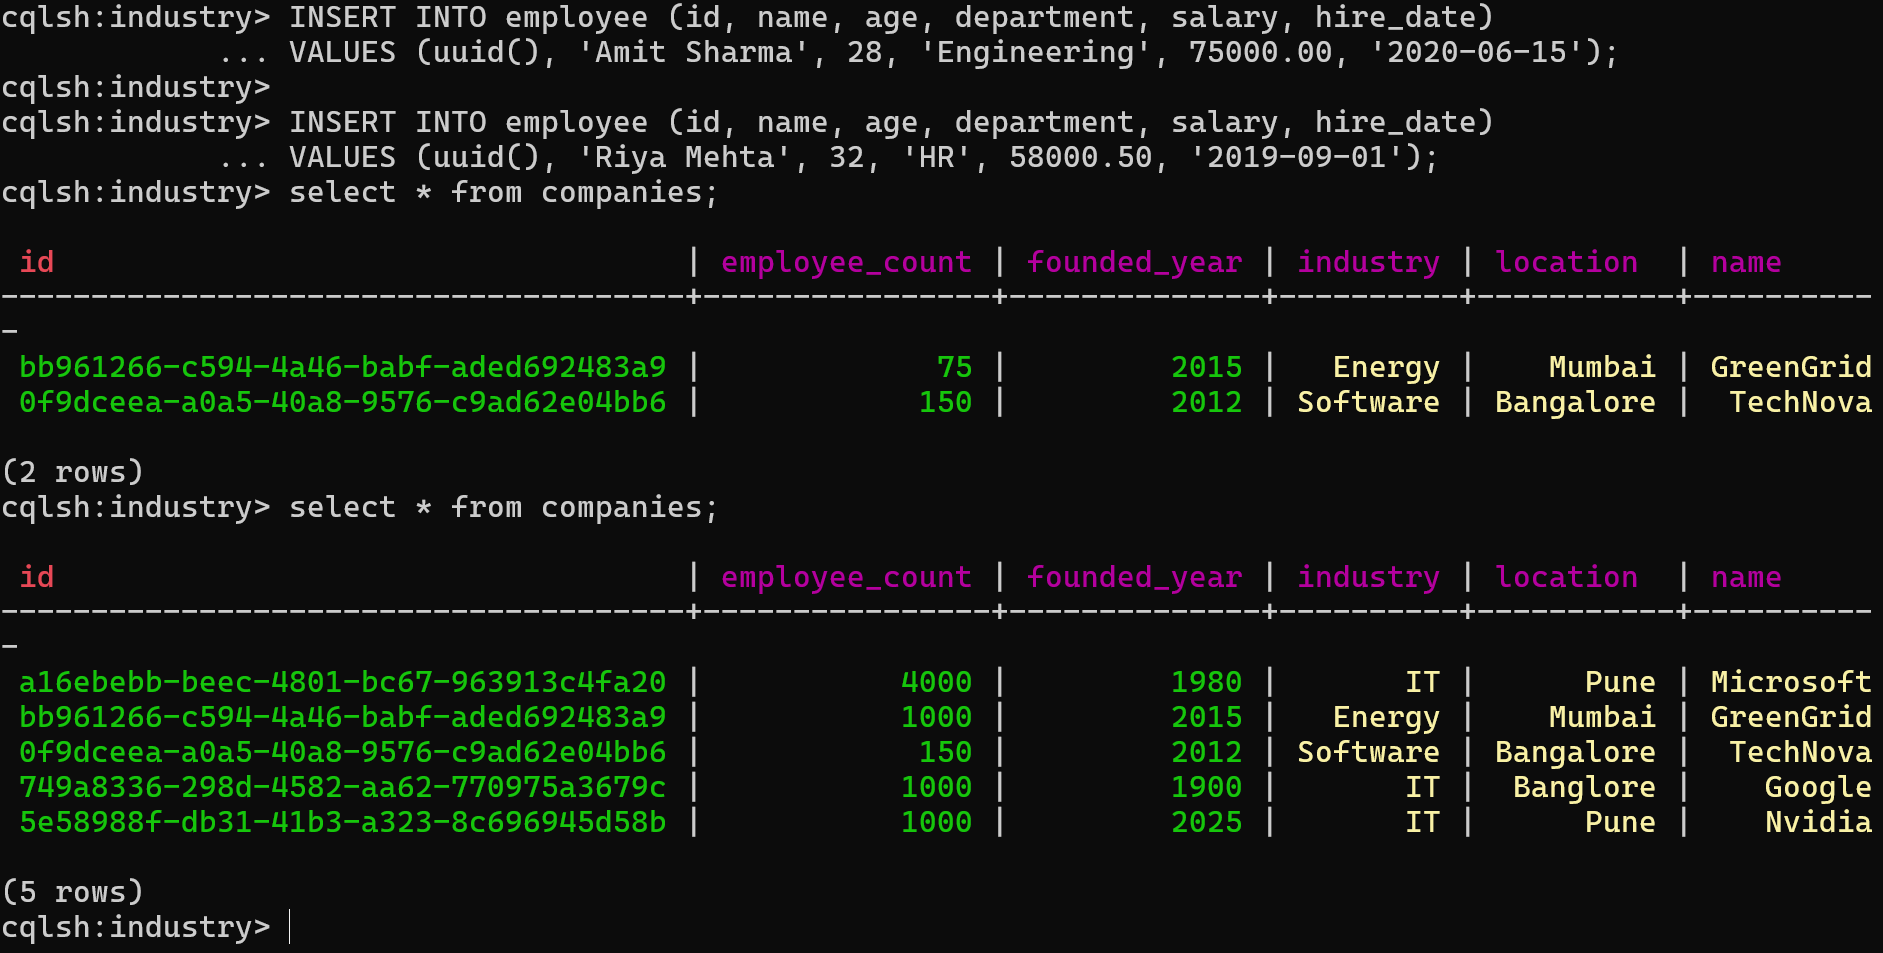 cqlsh:industry> INSERT INTO employee (id, name, age, department, salary, hire_date)
            ... VALUES (uuid(), 'Amit Sharma', 28, 'Engineering', 75000.00, '2020-06-15');
cqlsh:industry>
cqlsh:industry> INSERT INTO employee (id, name, age, department, salary, hire_date)
            ... VALUES (uuid(), 'Riya Mehta', 32, 'HR', 58000.50, '2019-09-01');
cqlsh:industry> select * from companies;

 id                                   | employee_count | founded_year | industry | location  | name
--------------------------------------+----------------+--------------+----------+-----------+----------
-
 bb961266-c594-4a46-babf-aded692483a9 |             75 |         2015 |   Energy |    Mumbai | GreenGrid
 0f9dceea-a0a5-40a8-9576-c9ad62e04bb6 |            150 |         2012 | Software | Bangalore |  TechNova

(2 rows)
cqlsh:industry> select * from companies;

 id                                   | employee_count | founded_year | industry | location  | name
--------------------------------------+----------------+--------------+----------+-----------+----------
-
 a16ebebb-beec-4801-bc67-963913c4fa20 |           4000 |         1980 |       IT |      Pune | Microsoft
 bb961266-c594-4a46-babf-aded692483a9 |           1000 |         2015 |   Energy |    Mumbai | GreenGrid
 0f9dceea-a0a5-40a8-9576-c9ad62e04bb6 |            150 |         2012 | Software | Bangalore |  TechNova
 749a8336-298d-4582-aa62-770975a3679c |           1000 |         1900 |       IT |  Banglore |    Google
 5e58988f-db31-41b3-a323-8c696945d58b |           1000 |         2025 |       IT |      Pune |    Nvidia

(5 rows)
cqlsh:industry>